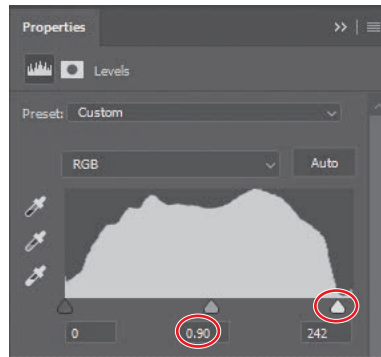 Properties
Levels
Preset: Custom
RGB Auto
0 0.90 242